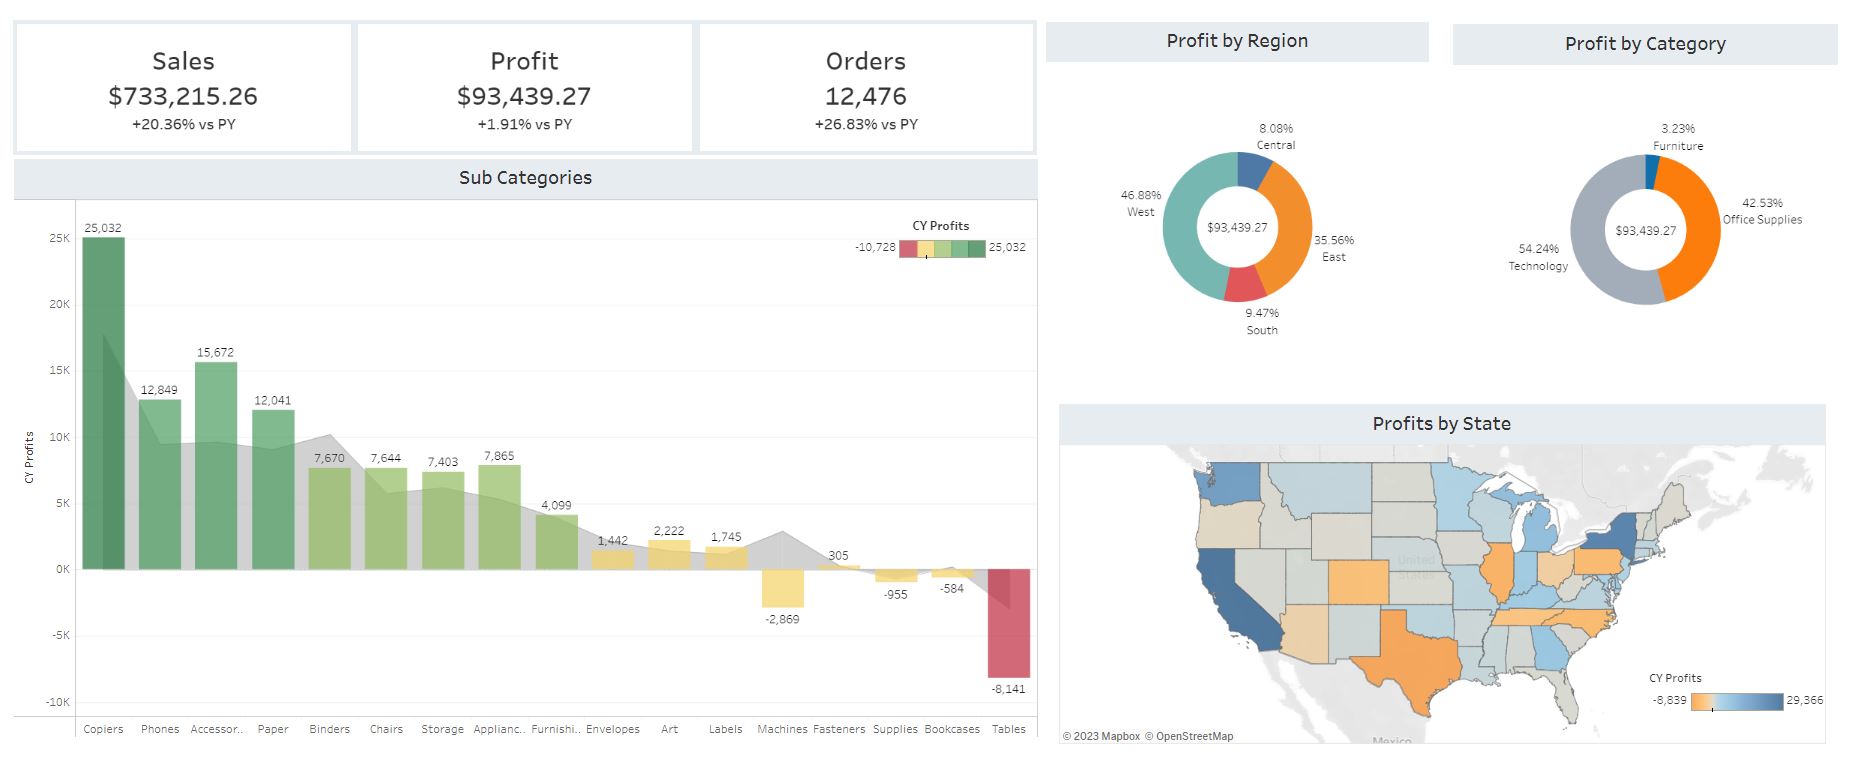 Sales
$733,215.26
+20.36% vs PY
Profit
$93,439.27
+1.91% vs PY
Orders
12,476
+26.83% vs PY
Sub Categories
CY Profits
-10,728
25,032
25K
20K
15K
10K
5K
0K
-5K
-10K
CY Profits
25,032
12,849
15,672
12,041
7,670
7,644
7,403
7,865
4,099
1,442
2,222
1,745
-2,869
305
-955
-584
-8,141
Copiers
Phones
Accessor..
Paper
Binders
Chairs
Storage
Applianc..
Furnishi..
Envelopes
Art
Labels
Machines
Fasteners
Supplies
Bookcases
Tables
Profit by Region
8.08%
Central
46.88%
West
$93,439.27
35.56%
East
9.47%
South
Profit by Category
3.23%
Furniture
42.53%
Office Supplies
$93,439.27
54.24%
Technology
Profits by State
United
States
Mexico
CY Profits
-8,839
29,366
© 2023 Mapbox © OpenStreetMap